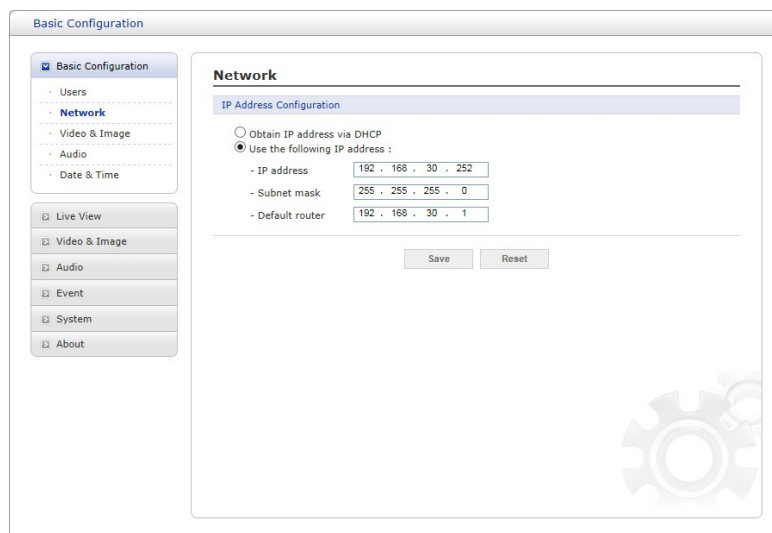 Basic Configuration
Basic Configuration
· Users
· Network
· Video & Image
· Audio
· Date & Time
Live View
Video & Image
Audio
Event
System
About
Network
IP Address Configuration
Obtain IP address via DHCP
Use the following IP address :
- IP address 192 . 168 . 30 . 252
- Subnet mask 255 . 255 . 255 . 0
- Default router 192 . 168 . 30 . 1
Save Reset